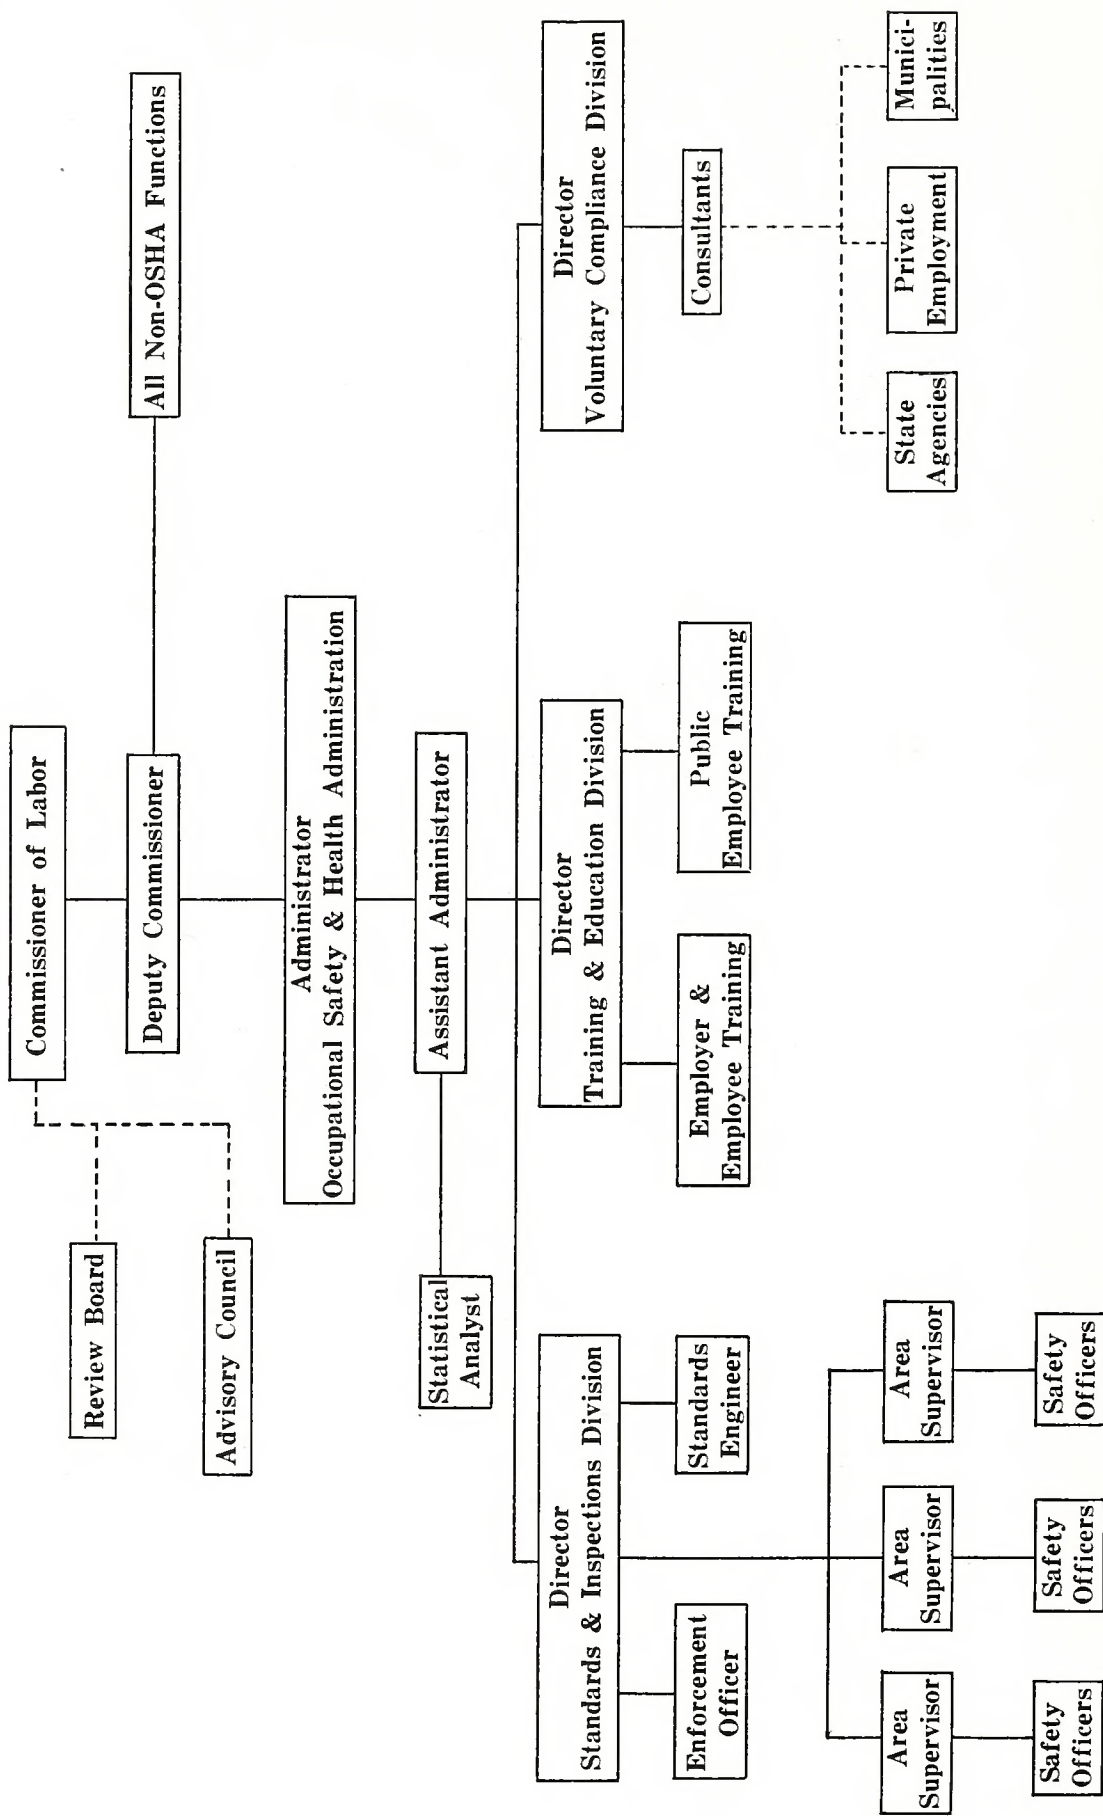 Commissioner of Labor
Review Board
Advisory Council
Deputy Commissioner
All Non-OSHA Functions
Administrator
Occupational Safety & Health Administration
Statistical
Analyst
Assistant Administrator
Director
Standards & Inspections Division
Director
Training & Education Division
Director
Voluntary Compliance Division
Enforcement
Officer
Standards
Engineer
Employer &
Employee Training
Public
Employee Training
Consultants
Area
Supervisor
Area
Supervisor
Area
Supervisor
State
Agencies
Private
Employment
Munici-
palities
Safety
Officers
Safety
Officers
Safety
Officers